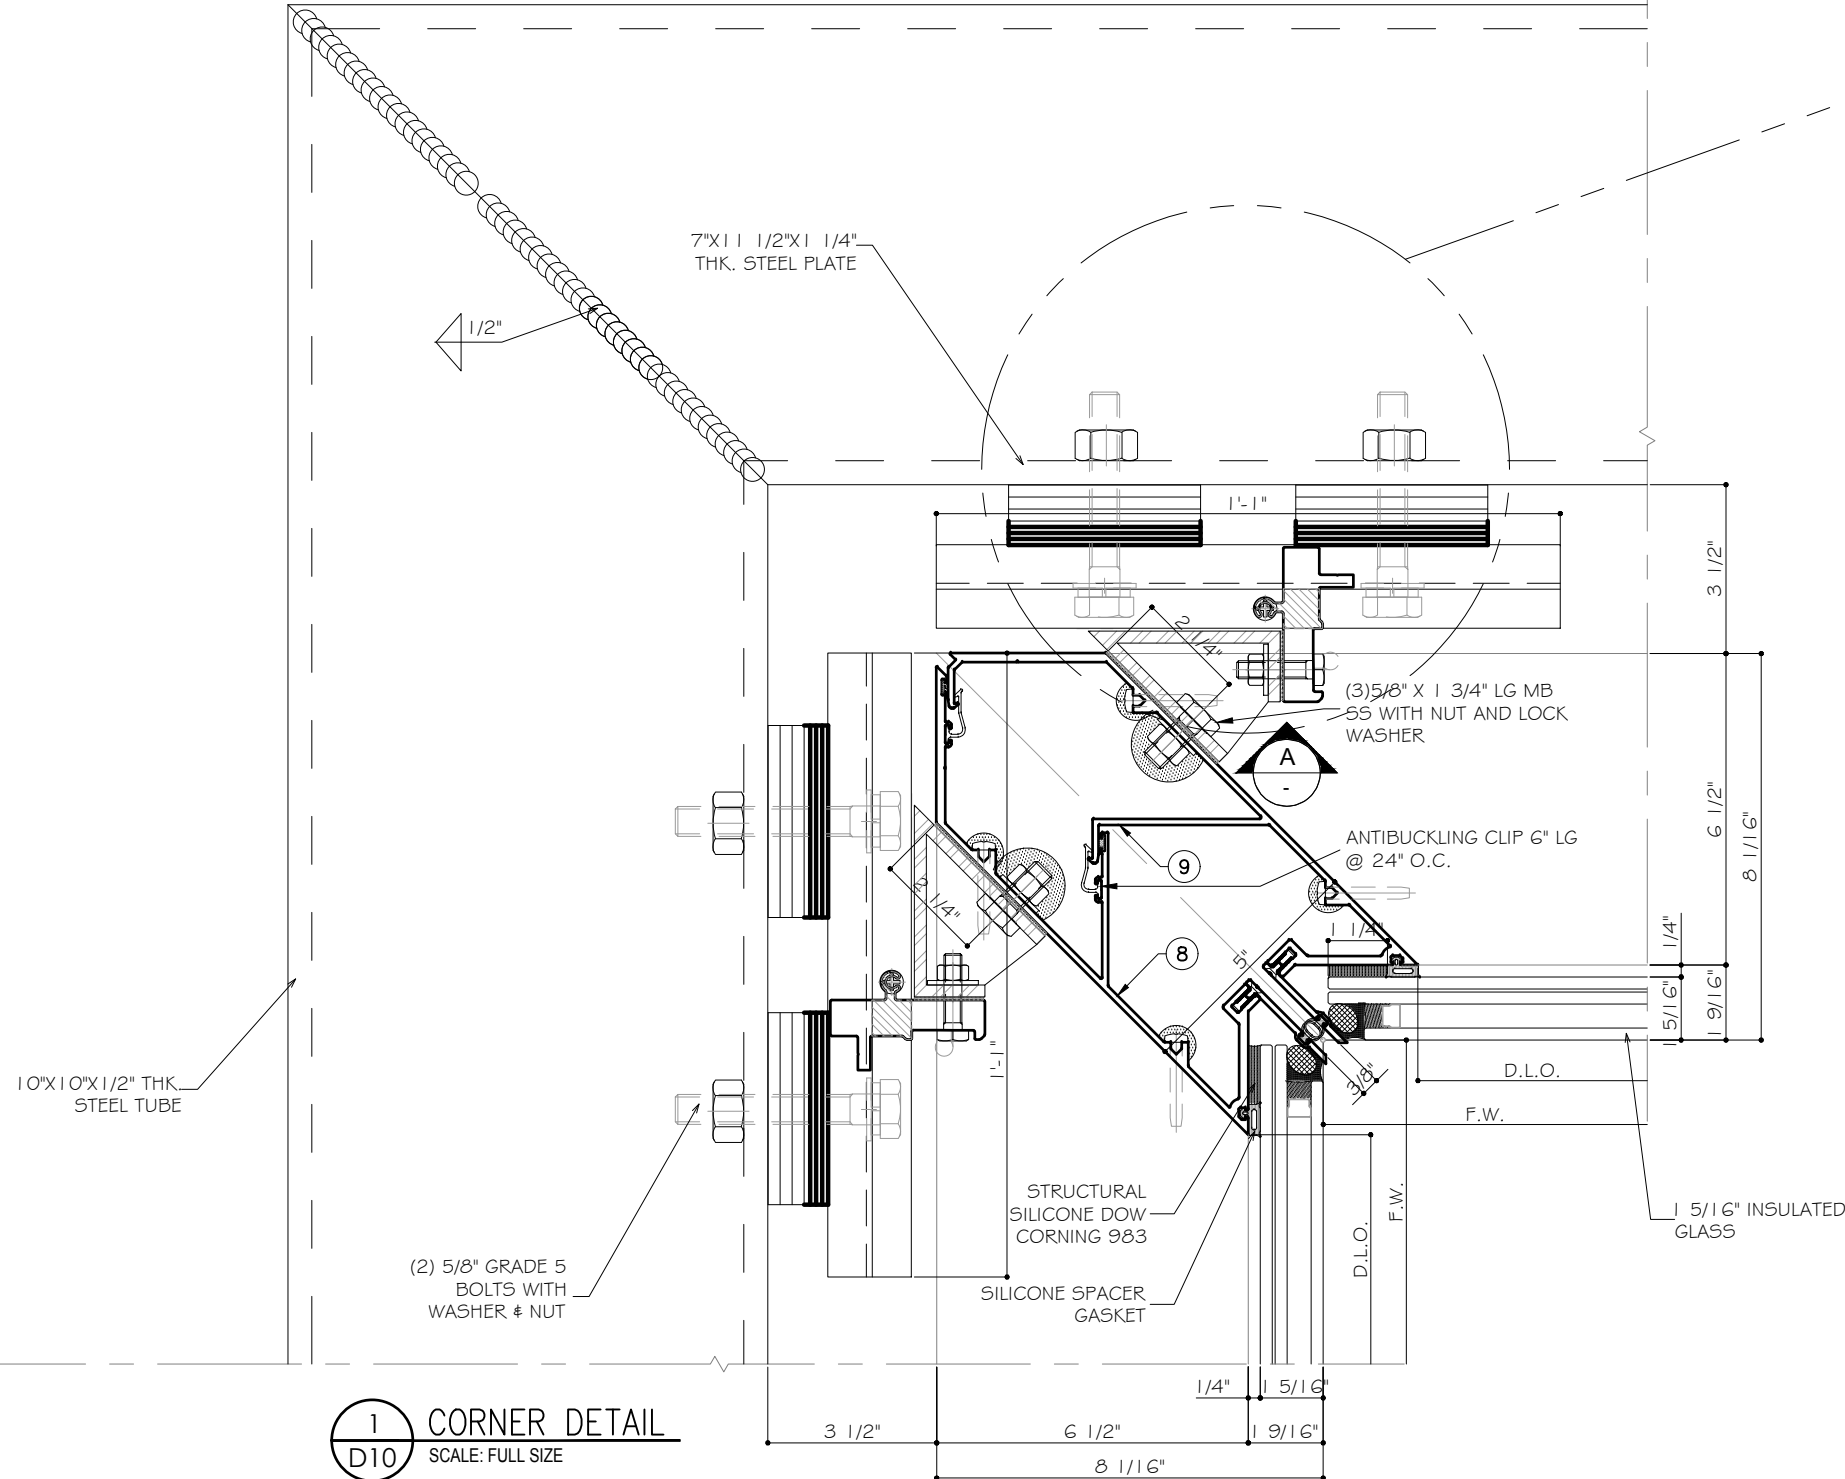 7"X11 1/2"X1 1/4"
THK. STEEL PLATE
1/2"
1'-1"
3 1/2"
2 1/4"
(3)5/8" X 1 3/4" LG MB
SS WITH NUT AND LOCK
WASHER
A
-
6 1/2"
8 1/16"
ANTIBUCKLING CLIP 6" LG
@ 24" O.C.
9
2 1/4"
8
5"
1 1/4"
1/4"
1 5/16"
1 9/16"
1'-1"
3/8"
D.L.O.
F.W.
10"X10"X1/2" THK
STEEL TUBE
STRUCTURAL
SILICONE DOW
CORNING 983
F.W.
D.L.O.
1 5/16" INSULATED
GLASS
(2) 5/8" GRADE 5
BOLTS WITH
WASHER & NUT
SILICONE SPACER
GASKET
1/4"
1 5/16"
3 1/2"
6 1/2"
1 9/16"
8 1/16"
1
D10
CORNER DETAIL
SCALE: FULL SIZE